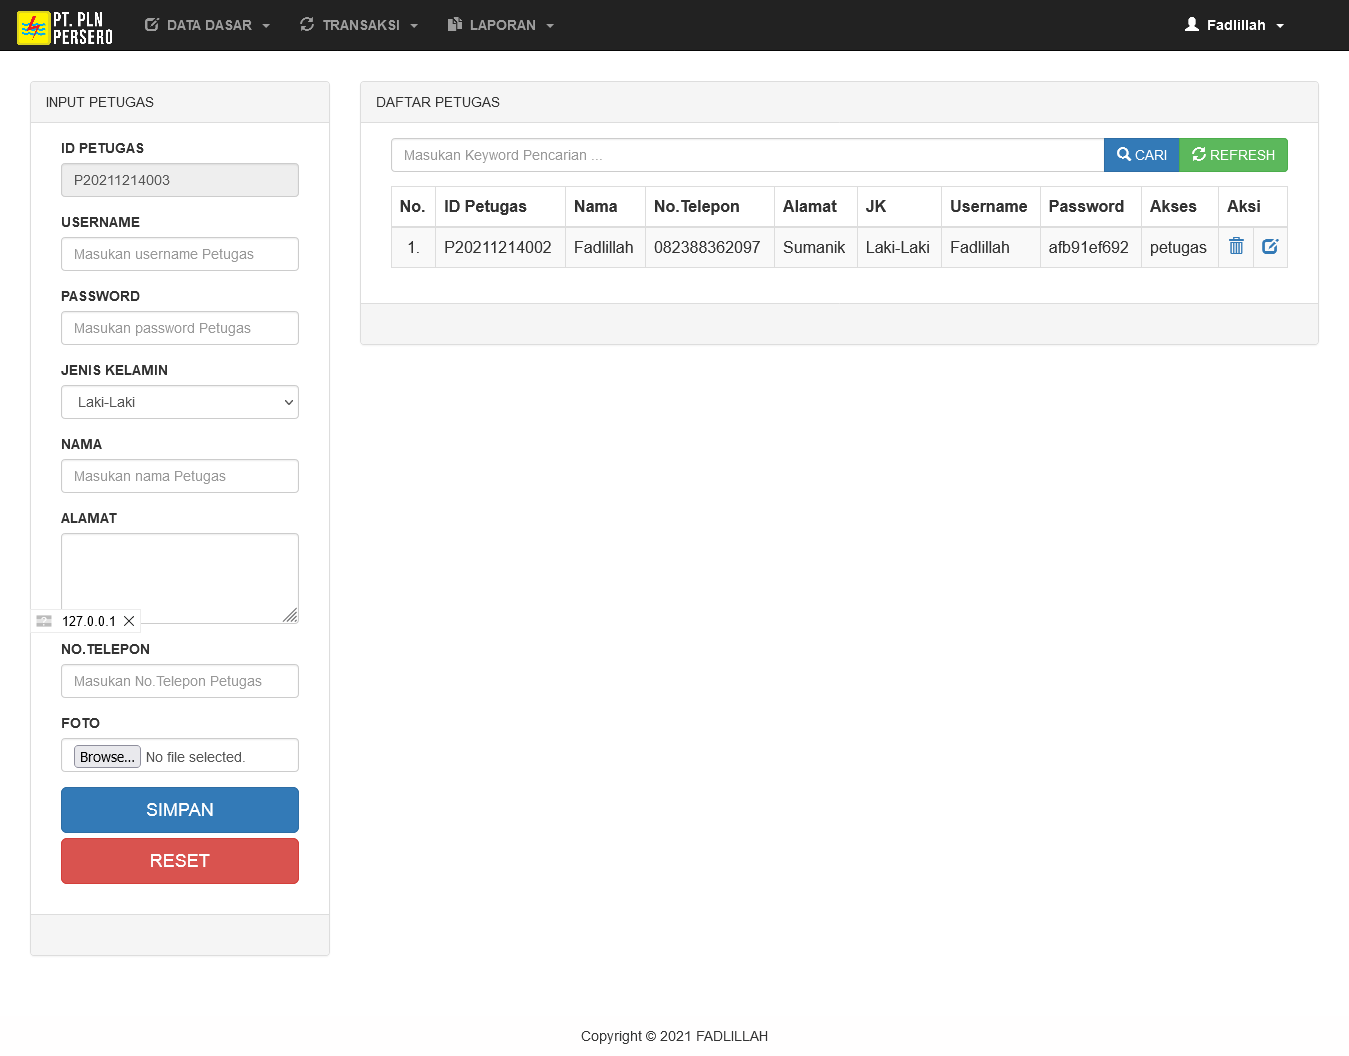 PT. PLN
PERSERO
DATA DASAR
TRANSAKSI
LAPORAN
Fadlillah
INPUT PETUGAS
ID PETUGAS
P20211214003
USERNAME
Masukan username Petugas
PASSWORD
Masukan password Petugas
JENIS KELAMIN
Laki-Laki
NAMA
Masukan nama Petugas
ALAMAT
127.0.0.1
NO.TELEPON
Masukan No.Telepon Petugas
FOTO
Browse... No file selected.
SIMPAN
RESET
DAFTAR PETUGAS
Masukan Keyword Pencarian ... CARI REFRESH
No. ID Petugas Nama No.Telepon Alamat JK Username Password Akses Aksi
1. P20211214002 Fadlillah 082388362097 Sumanik Laki-Laki Fadlillah afb91ef692 petugas
Copyright © 2021 FADLILLAH